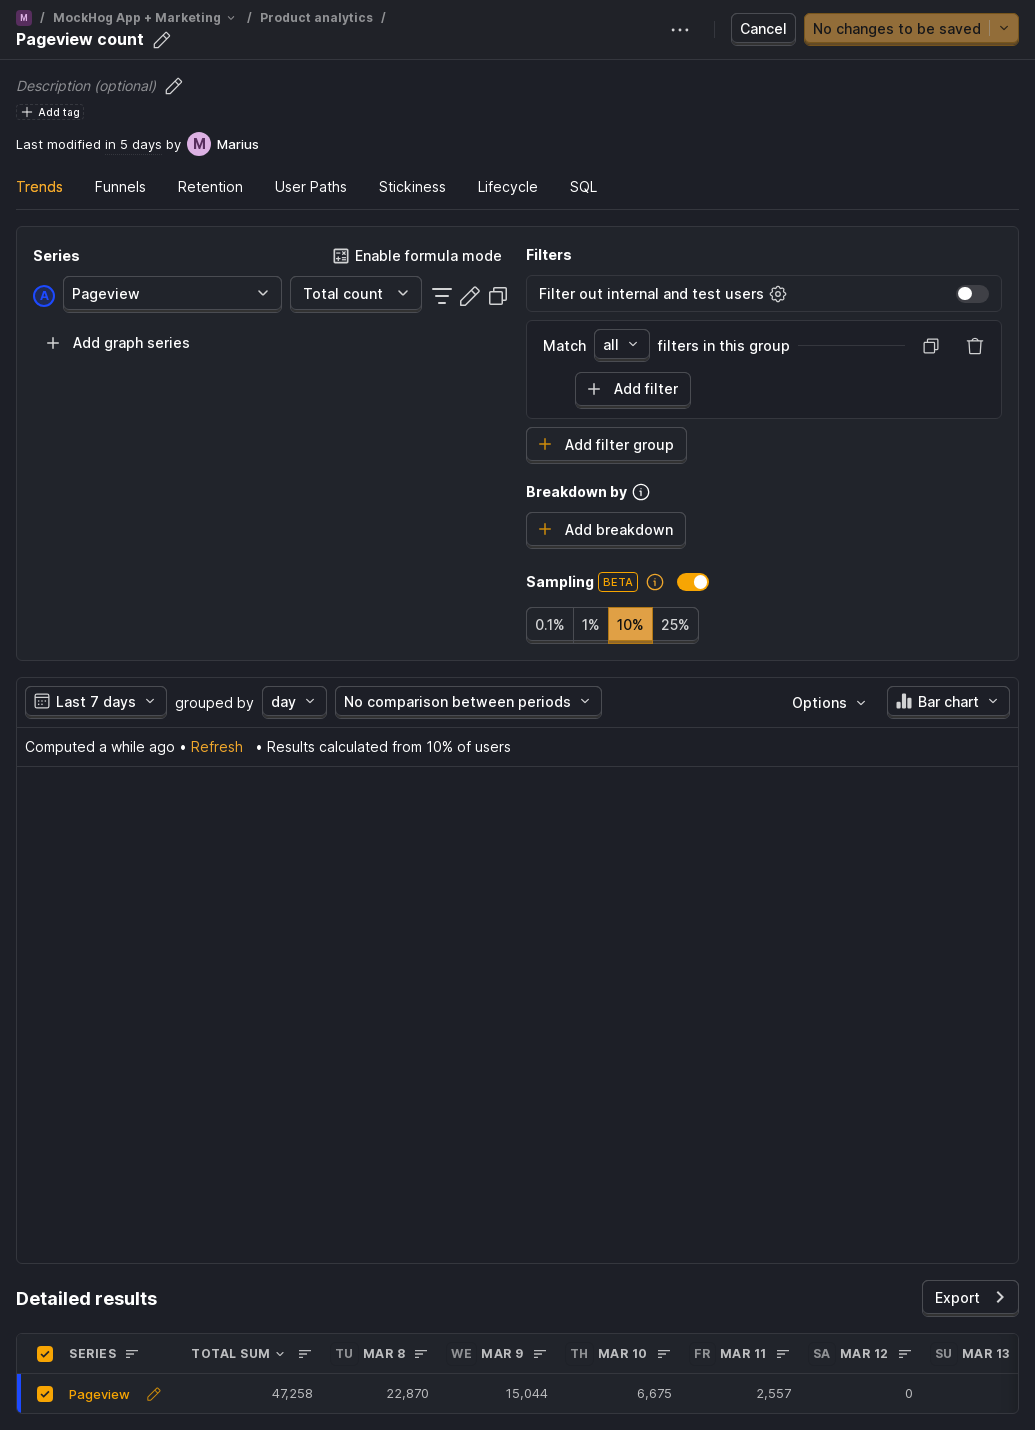 M / MockHog App + Marketing / Product analytics /
Pageview count
Cancel
No changes to be saved
Description (optional)
Add tag
Last modified in 5 days by M Marius
Trends Funnels Retention User Paths Stickiness Lifecycle SQL
Series
Enable formula mode
A Pageview Total count
Add graph series
Filters
Filter out internal and test users
Match all filters in this group
Add filter
Add filter group
Breakdown by
Add breakdown
Sampling BETA
0.1% 1% 10% 25%
Last 7 days grouped by day No comparison between periods Options Bar chart
Computed a while ago • Refresh • Results calculated from 10% of users
Detailed results
Export
SERIES TOTAL SUM TU MAR 8 WE MAR 9 TH MAR 10 FR MAR 11 SA MAR 12 SU MAR 13
Pageview 47,258 22,870 15,044 6,675 2,557 0